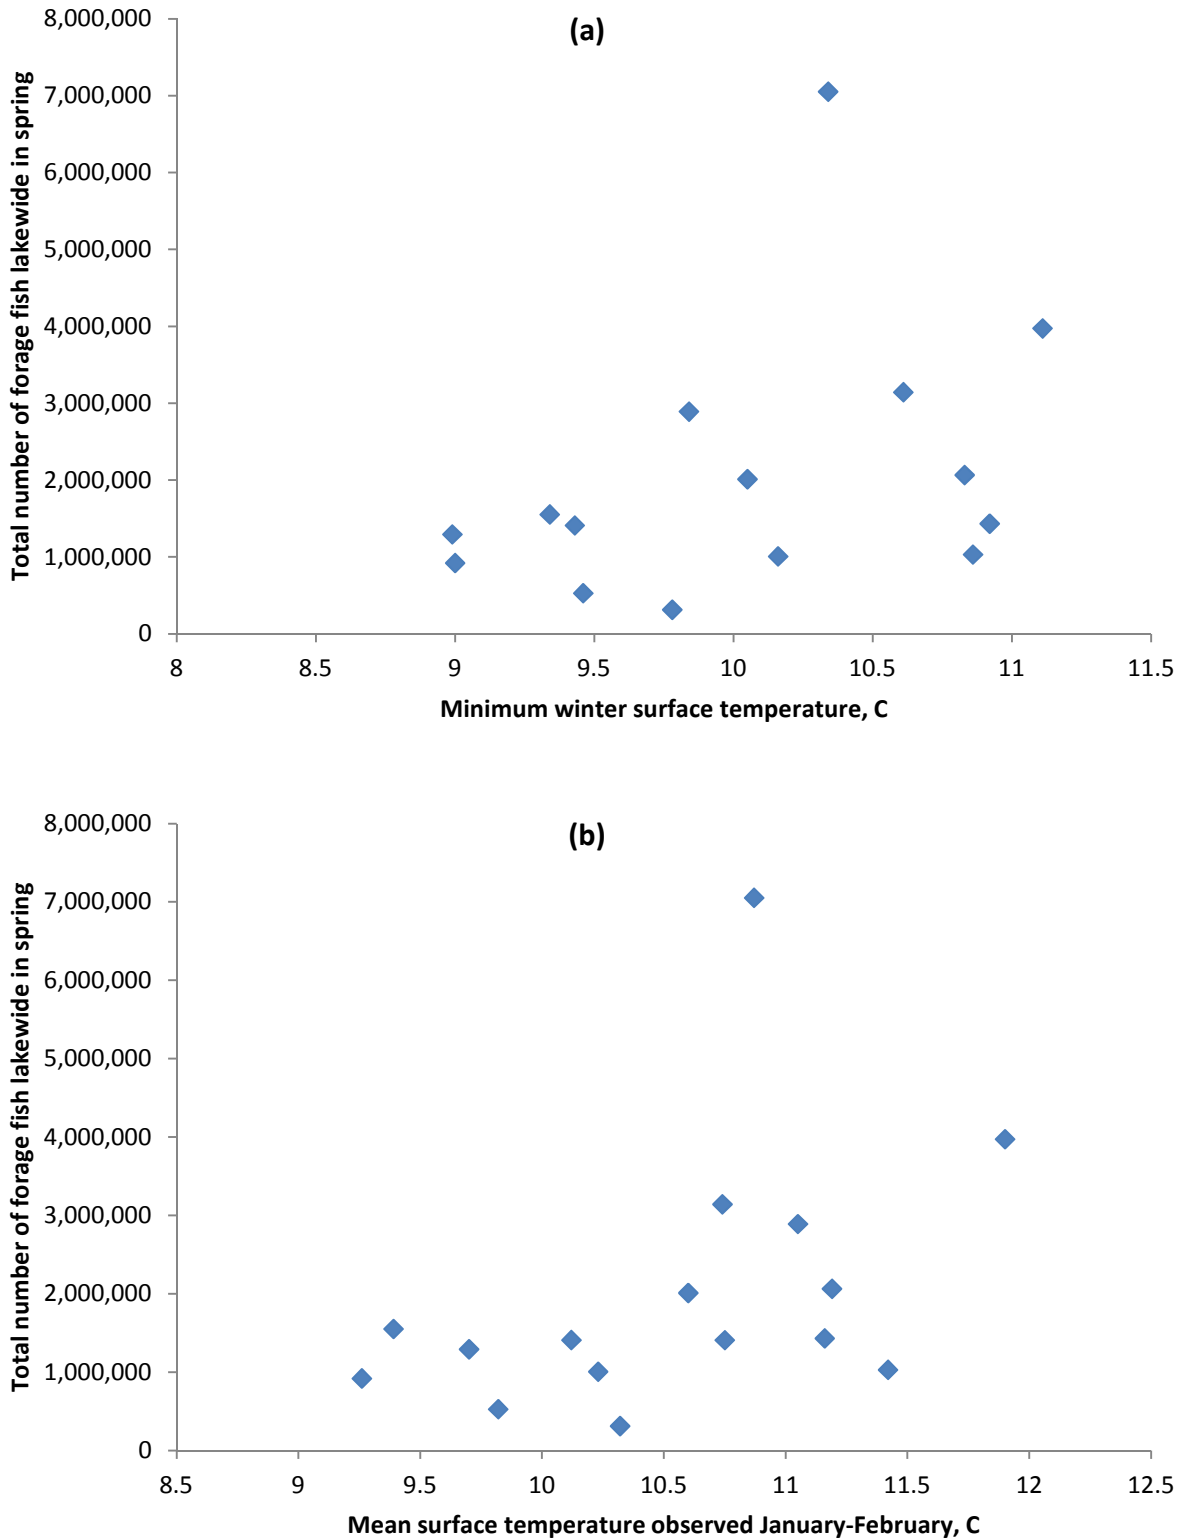 (a)
Total number of forage fish lakewide in spring
8,000,000
7,000,000
6,000,000
5,000,000
4,000,000
3,000,000
2,000,000
1,000,000
0
8 8.5 9 9.5 10 10.5 11 11.5
Minimum winter surface temperature, C
(b)
Total number of forage fish lakewide in spring
8,000,000
7,000,000
6,000,000
5,000,000
4,000,000
3,000,000
2,000,000
1,000,000
0
8.5 9 9.5 10 10.5 11 11.5 12 12.5
Mean surface temperature observed January-February, C